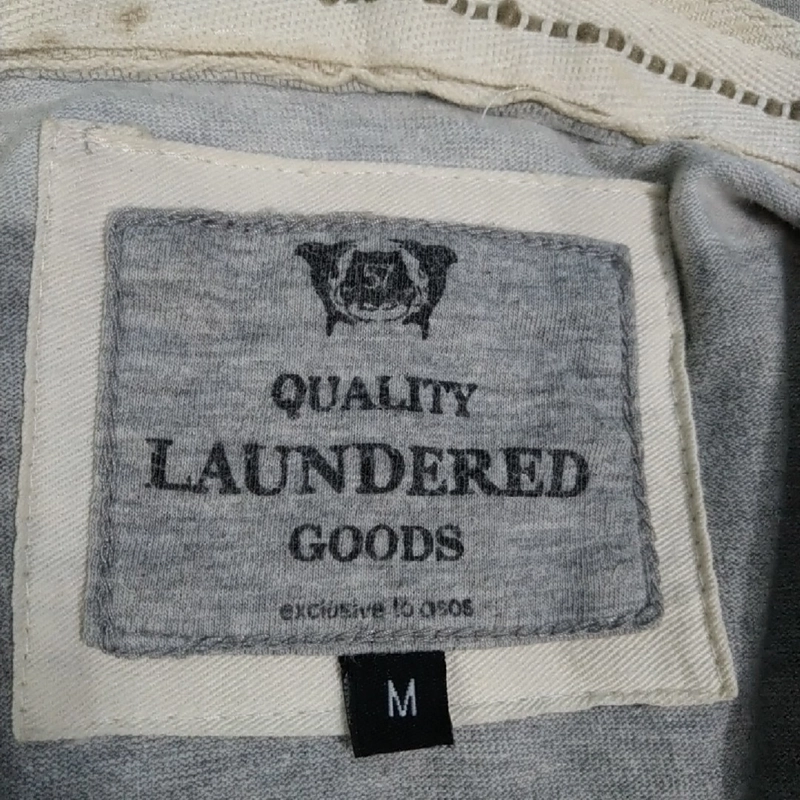 57
QUALITY
LAUNDERED
GOODS
exclusive to asos
M